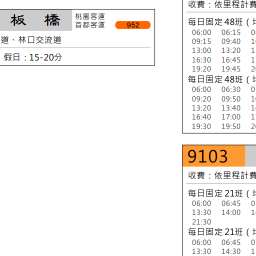 板 橋
桃園客運
首都客運
952
道、林口交流道
假日：15-20分
收費：依里程計費
每日固定48班（
06:00 06:15
09:15 09:40
13:00 13:20
16:30 16:45
19:20 19:45
每日固定48班（
06:00 06:30
09:20 09:50
13:20 13:40
16:40 17:00
19:30 19:50
9103
收費：依里程計費
每日固定21班（
06:00 06:45
13:30 14:00
21:30
每日固定21班（
06:00 06:45
13:30 14:30